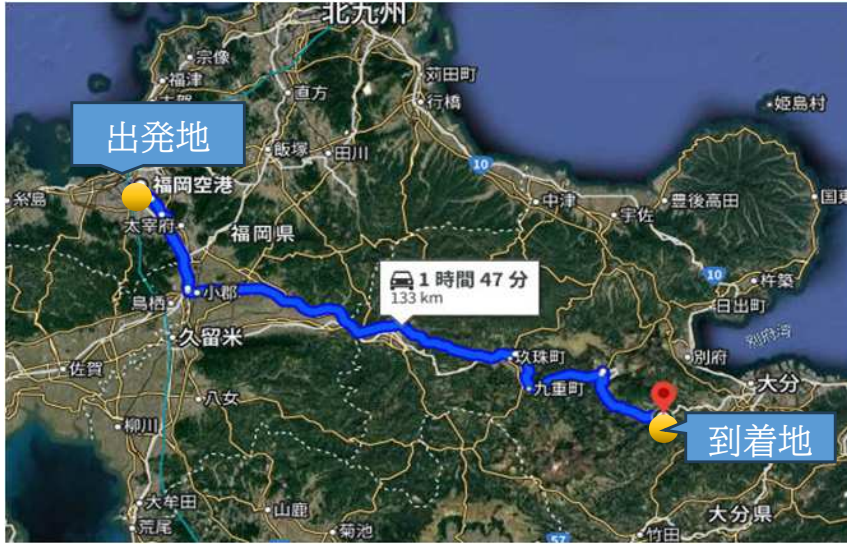 北九州
宗像
苅田町
福津
直方
行橋
姫島村
出発地
飯塚
田川
10
福岡空港
糸島
中津
宇佐
豊後高田
国東
太宰府
福岡県
1 時間 47 分
133 km
10
杵築
鳥栖
小郡
日出町
久留米
別府湾
玖珠町
別府
佐賀
九重町
大分
八女
柳川
到着地
大牟田
山鹿
大分県
荒尾
菊池
57
竹田